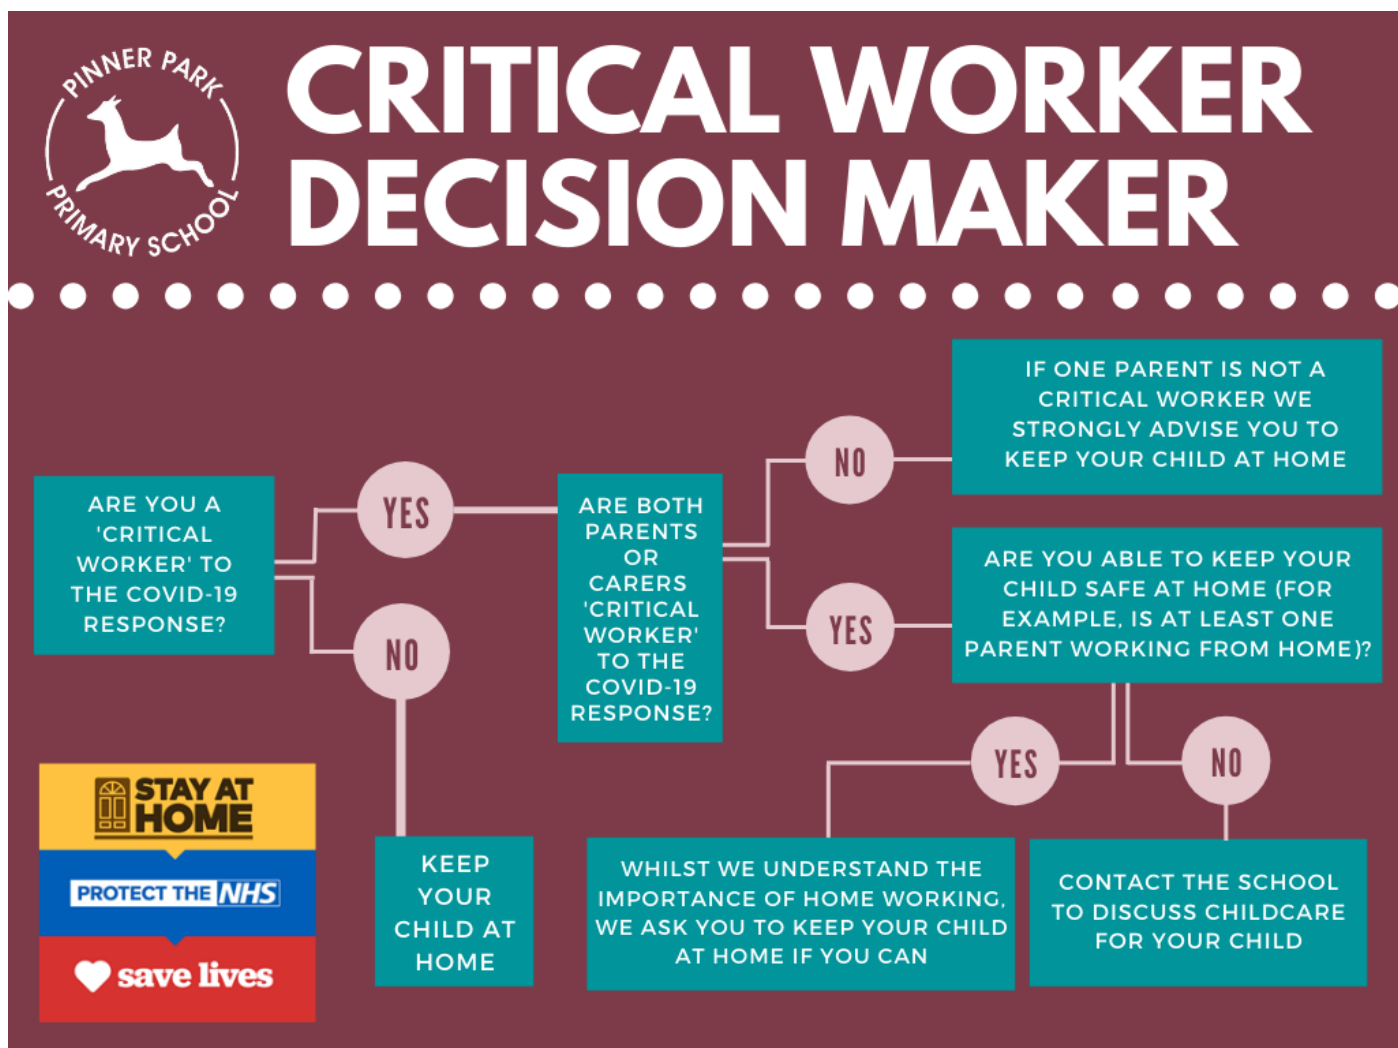 PINNER PARK
PRIMARY SCHOOL
CRITICAL WORKER
DECISION MAKER
ARE YOU A
'CRITICAL
WORKER' TO
THE COVID-19
RESPONSE?
YES
NO
KEEP
YOUR
CHILD AT
HOME
ARE BOTH
PARENTS
OR
CARERS
'CRITICAL
WORKER'
TO THE
COVID-19
RESPONSE?
NO
IF ONE PARENT IS NOT A
CRITICAL WORKER WE
STRONGLY ADVISE YOU TO
KEEP YOUR CHILD AT HOME
YES
ARE YOU ABLE TO KEEP YOUR
CHILD SAFE AT HOME (FOR
EXAMPLE, IS AT LEAST ONE
PARENT WORKING FROM HOME)?
YES
WHILST WE UNDERSTAND THE
IMPORTANCE OF HOME WORKING,
WE ASK YOU TO KEEP YOUR CHILD
AT HOME IF YOU CAN
NO
CONTACT THE SCHOOL
TO DISCUSS CHILDCARE
FOR YOUR CHILD
STAY AT
HOME
PROTECT THE NHS
save lives